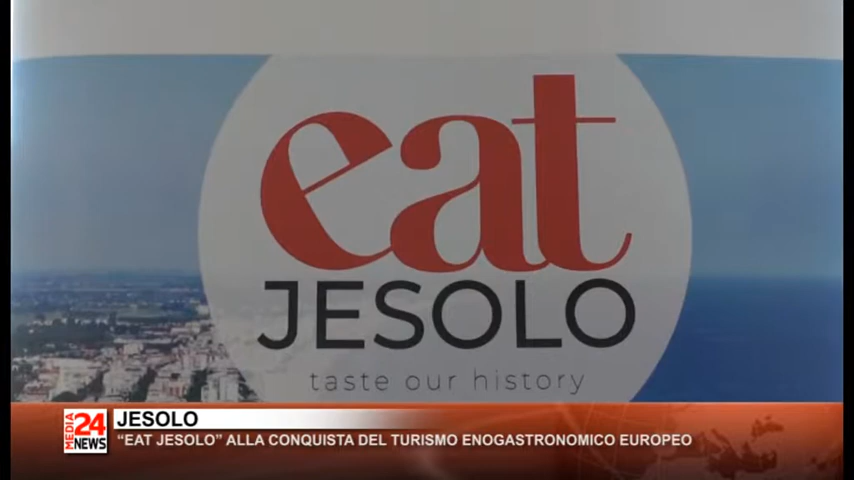 eat
JESOLO
taste our history
MEDIA 24 NEWS
JESOLO
“EAT JESOLO” ALLA CONQUISTA DEL TURISMO ENOGASTRONOMICO EUROPEO